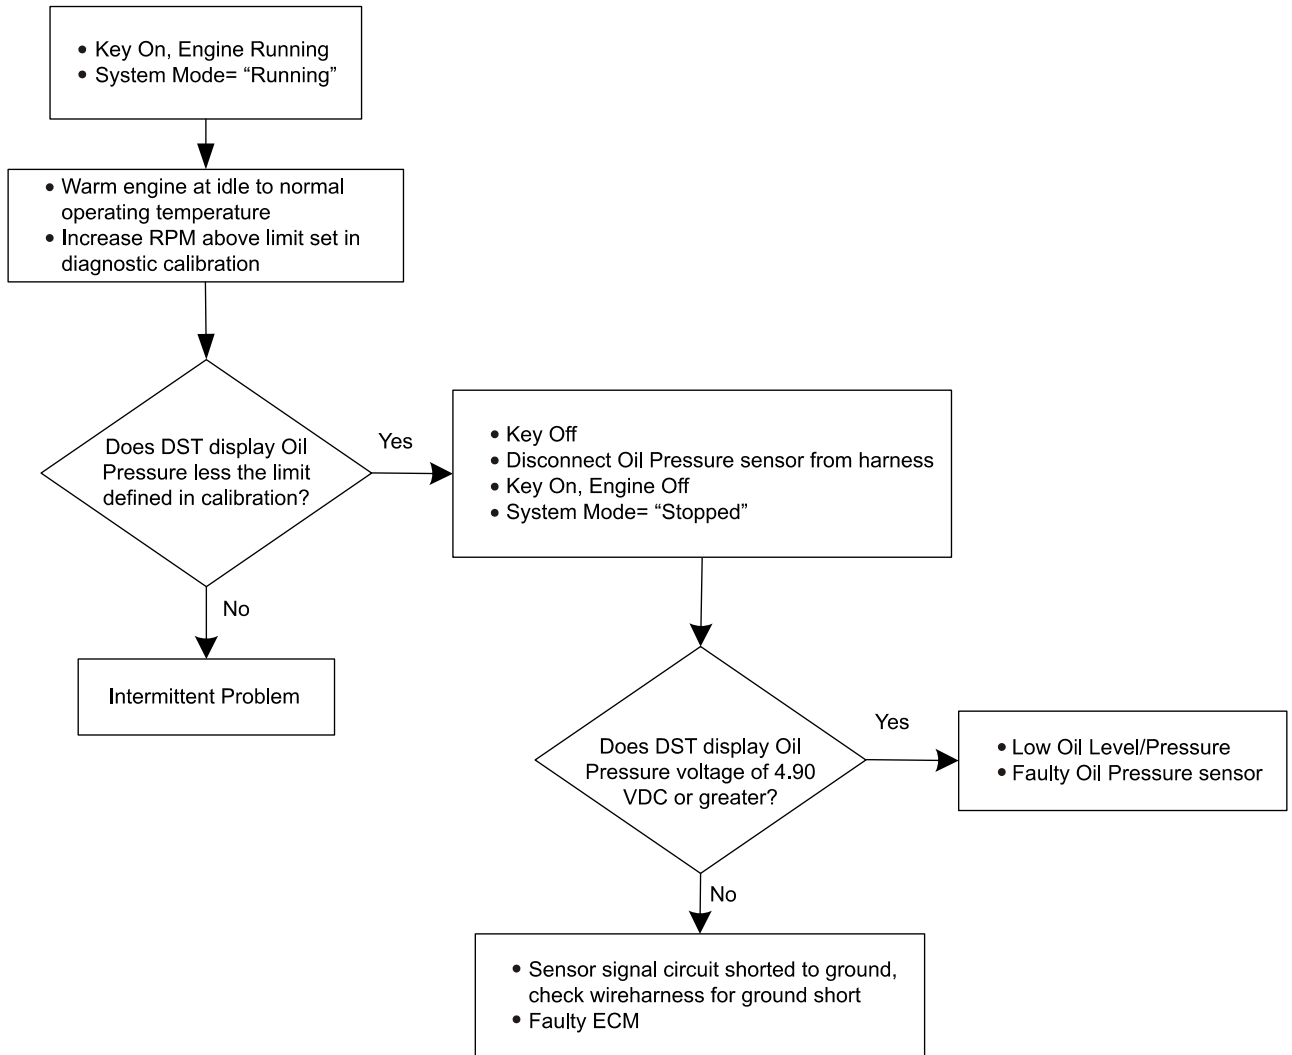 • Key On, Engine Running
• System Mode= “Running”
• Warm engine at idle to normal
operating temperature
• Increase RPM above limit set in
diagnostic calibration
Does DST display Oil
Pressure less the limit
defined in calibration?
Yes
• Key Off
• Disconnect Oil Pressure sensor from harness
• Key On, Engine Off
• System Mode= “Stopped”
No
Intermittent Problem
Does DST display Oil
Pressure voltage of 4.90
VDC or greater?
Yes
• Low Oil Level/Pressure
• Faulty Oil Pressure sensor
No
• Sensor signal circuit shorted to ground,
check wireharness for ground short
• Faulty ECM